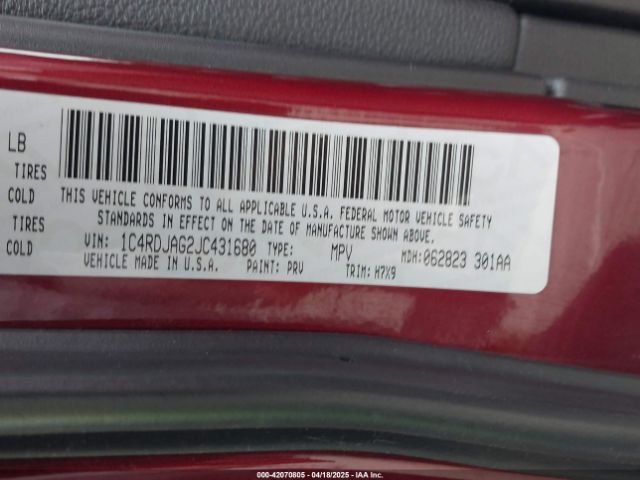 LB
TIRES
COLD
TIRES
COLD
THIS VEHICLE CONFORMS TO ALL APPLICABLE U.S.A. FEDERAL MOTOR VEHICLE SAFETY
STANDARDS IN EFFECT ON THE DATE OF MANUFACTURE SHOWN ABOVE.
VIN: 1C4RDJAG2JC431680 TYPE: MPV MDH: 062823 301AA
VEHICLE MADE IN U.S.A. PAINT: PRV TRIM: H7X9
000-42070805 - 04/18/2025 - IAA Inc.